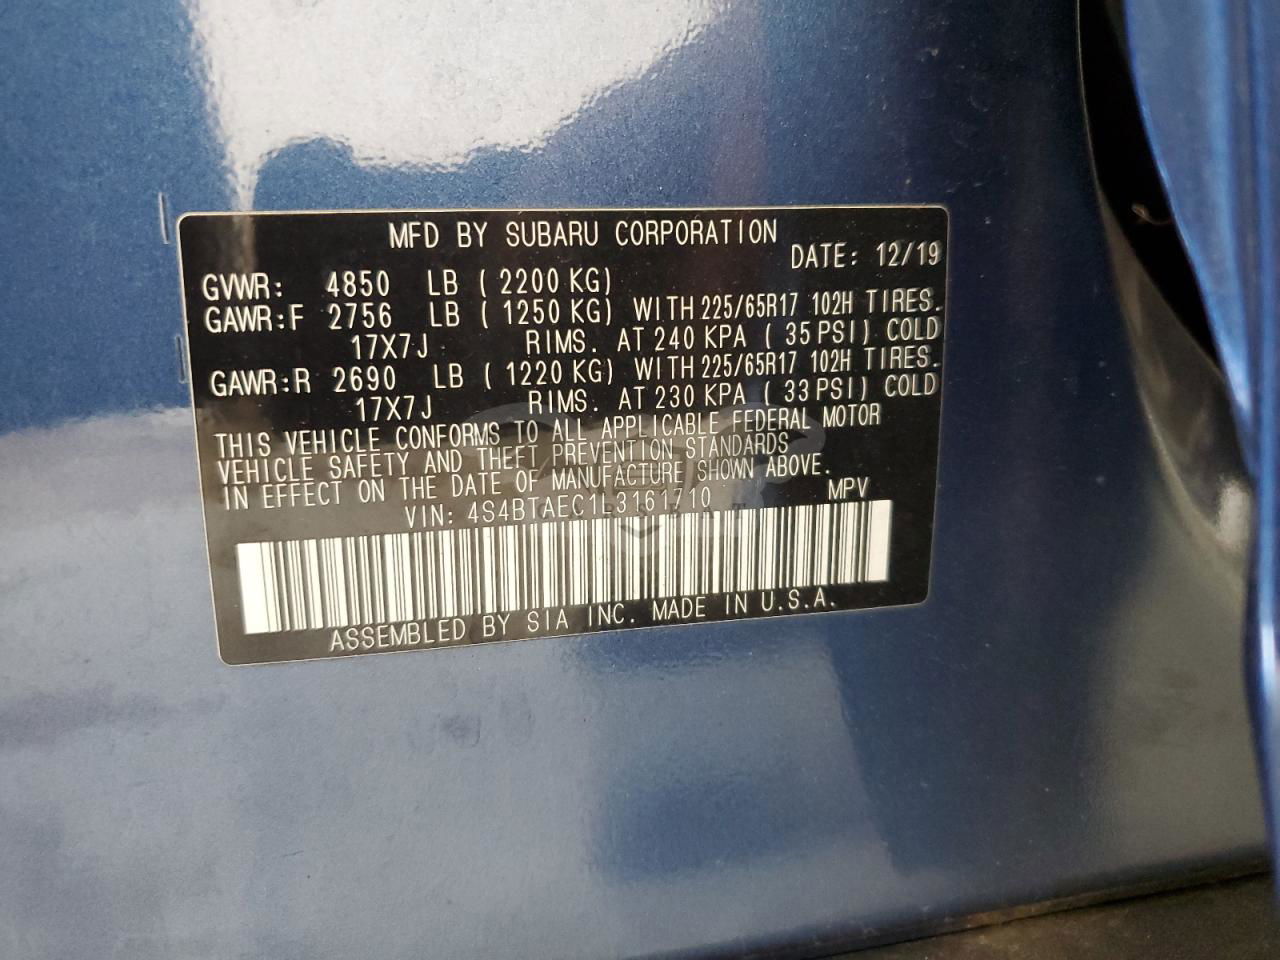 MFD BY SUBARU CORPORATION
DATE: 12/19
GVWR: 4850 LB ( 2200 KG)
GAWR:F 2756 LB ( 1250 KG) WITH 225/65R17 102H TIRES.
17X7J RIMS. AT 240 KPA ( 35 PSI) COLD
GAWR:R 2690 LB ( 1220 KG) WITH 225/65R17 102H TIRES.
17X7J RIMS. AT 230 KPA ( 33 PSI) COLD
THIS VEHICLE CONFORMS TO ALL APPLICABLE FEDERAL MOTOR
VEHICLE SAFETY AND THEFT PREVENTION STANDARDS
IN EFFECT ON THE DATE OF MANUFACTURE SHOWN ABOVE.
VIN: 4S4BTAEC1L3161710 MPV
ASSEMBLED BY SIA INC. MADE IN U.S.A.